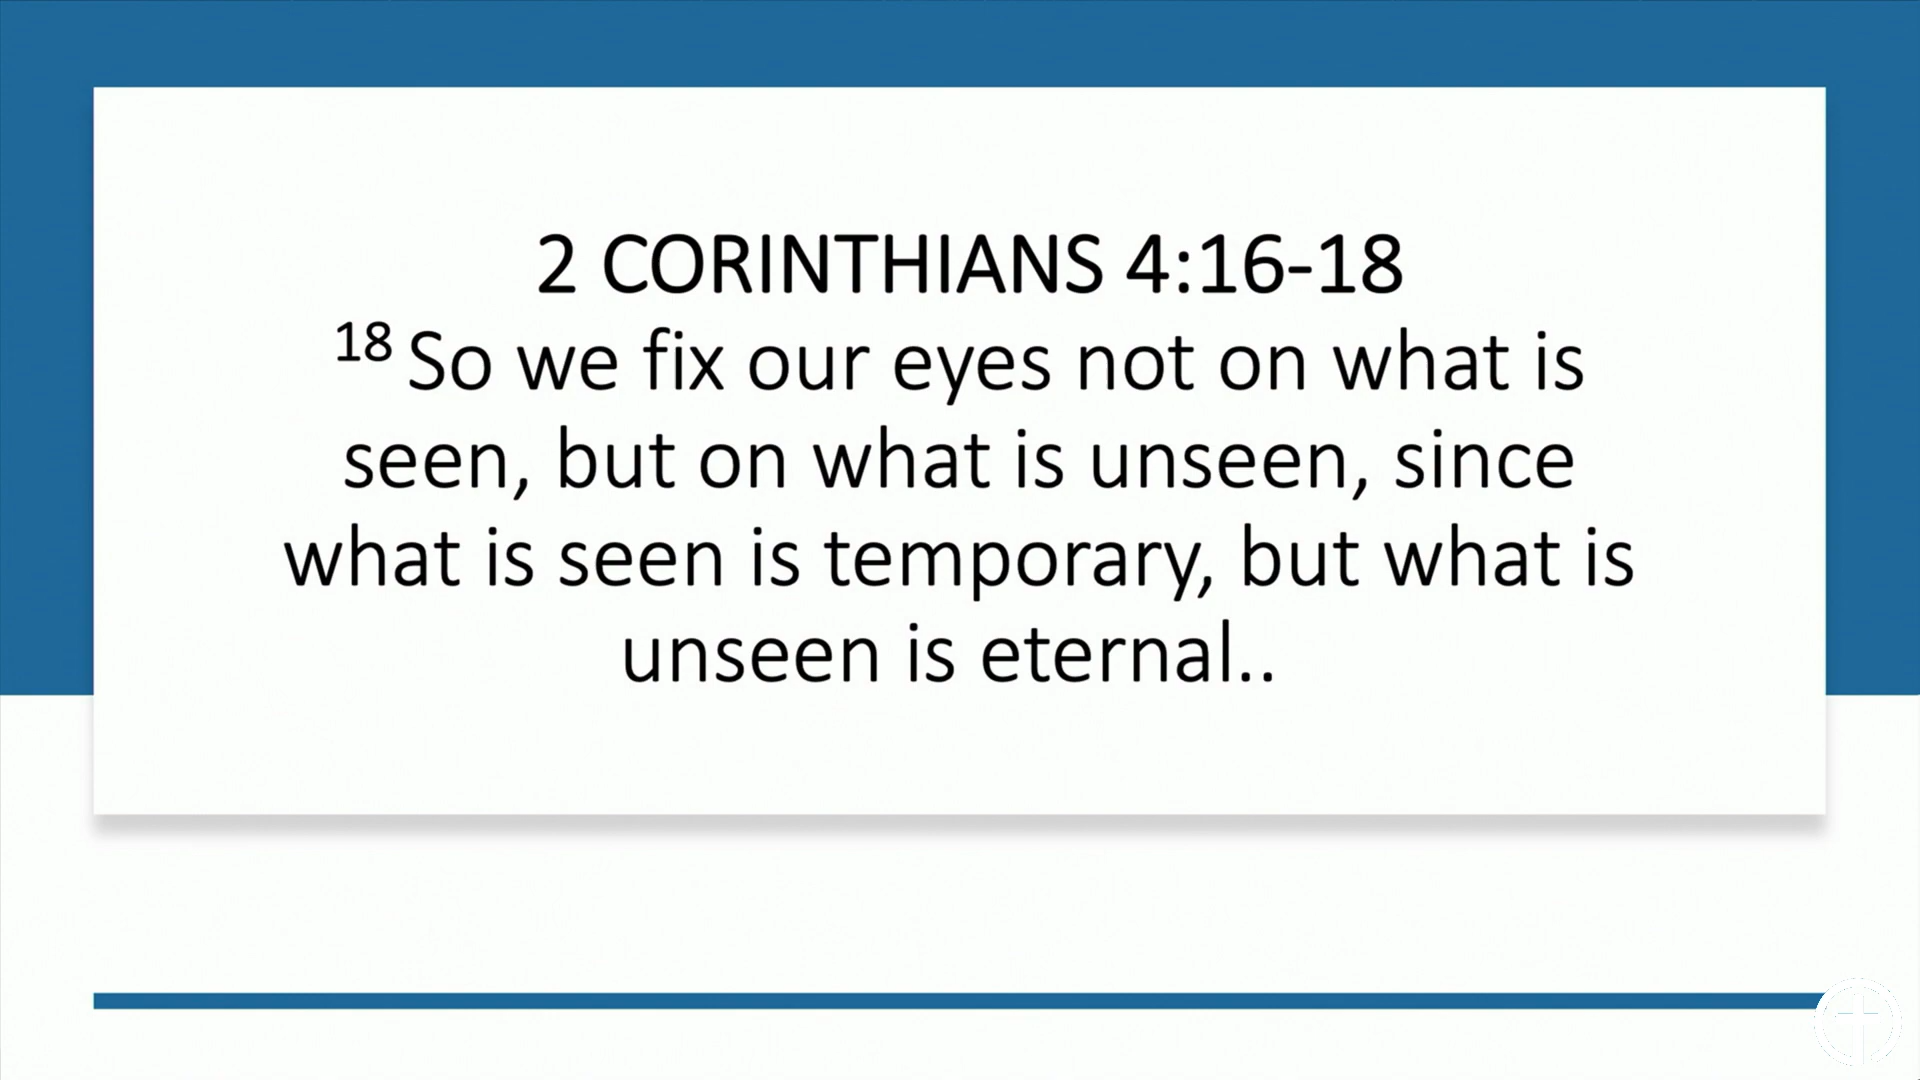 2 CORINTHIANS 4:16-18
18 So we fix our eyes not on what is
seen, but on what is unseen, since
what is seen is temporary, but what is
unseen is eternal..